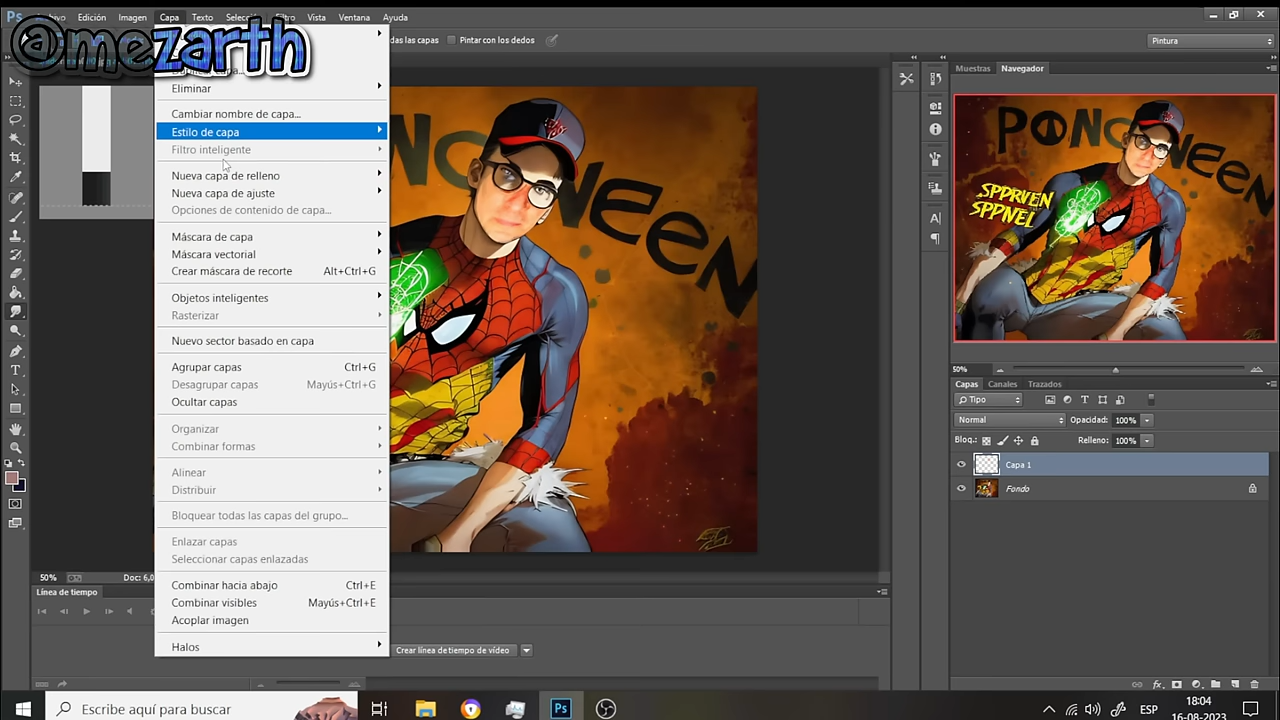 Ps Archivo Edición Imagen Capa Texto Selección Filtro Vista Ventana Ayuda
@mezarth
das las capas Pintar con los dedos
Pintura
Duplicar capa...
Eliminar
Cambiar nombre de capa...
Estilo de capa
Filtro inteligente
Nueva capa de relleno
Nueva capa de ajuste
Opciones de contenido de capa...
Máscara de capa
Máscara vectorial
Crear máscara de recorte Alt+Ctrl+G
Objetos inteligentes
Rasterizar
Nuevo sector basado en capa
Agrupar capas Ctrl+G
Desagrupar capas Mayús+Ctrl+G
Ocultar capas
Organizar
Combinar formas
Alinear
Distribuir
Bloquear todas las capas del grupo...
Enlazar capas
Seleccionar capas enlazadas
Combinar hacia abajo Ctrl+E
Combinar visibles Mayús+Ctrl+E
Acoplar imagen
Halos
50% Doc: 6,0
Línea de tiempo
Crear línea de tiempo de vídeo
Muestras Navegador
SPPRVEN
SPPNEL
50%
Capas Canales Trazados
Tipo
Normal Opacidad: 100%
Bloq.: Relleno: 100%
Capa 1
Fondo
Escribe aquí para buscar
Ps
ESP
18:04
16-08-2023